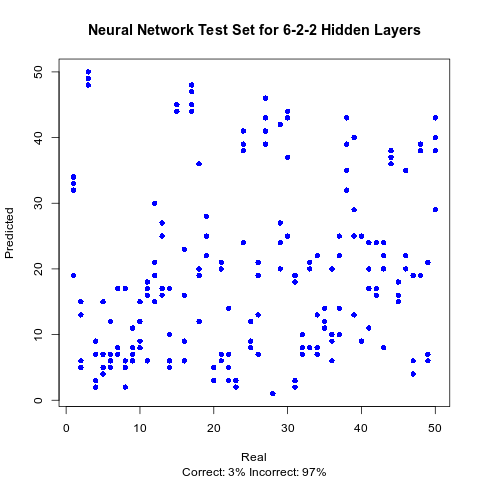 Neural Network Test Set for 6-2-2 Hidden Layers
Predicted
50
40
30
20
10
0
0 10 20 30 40 50
Real
Correct: 3% Incorrect: 97%